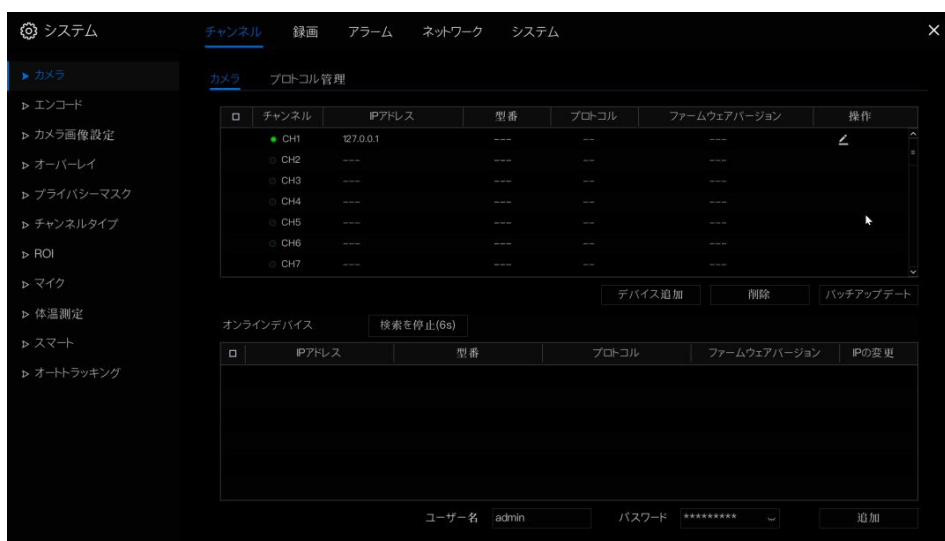 システム チャンネル 録画 アラーム ネットワーク システム ×
カメラ カメラ プロトコル管理
エンコード
チャンネル IPアドレス 型番 プロトコル ファームウェアバージョン 操作
カメラ画像設定
CH1 127.0.0.1 --- -- ---
CH2 --- --- -- ---
オーバーレイ
CH3 --- --- -- ---
プライバシーマスク
CH4 --- --- -- ---
チャンネルタイプ
CH5 --- --- -- ---
CH6 --- --- -- ---
ROI
CH7 --- --- -- ---
マイク
デバイス追加 削除 バッチアップデート
体温測定
オンラインデバイス 検索を停止(6s)
スマート
IPアドレス 型番 プロトコル ファームウェアバージョン IPの変更
オートトラッキング
ユーザー名 admin パスワード ********* 追加